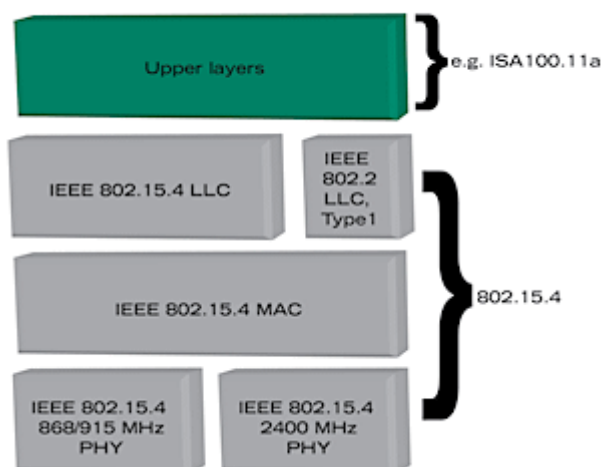 Upper layers
e.g. ISA100.11a
IEEE 802.15.4 LLC
IEEE
802.2
LLC,
Type1
IEEE 802.15.4 MAC
802.15.4
IEEE 802.15.4
868/915 MHz
PHY
IEEE 802.15.4
2400 MHz
PHY